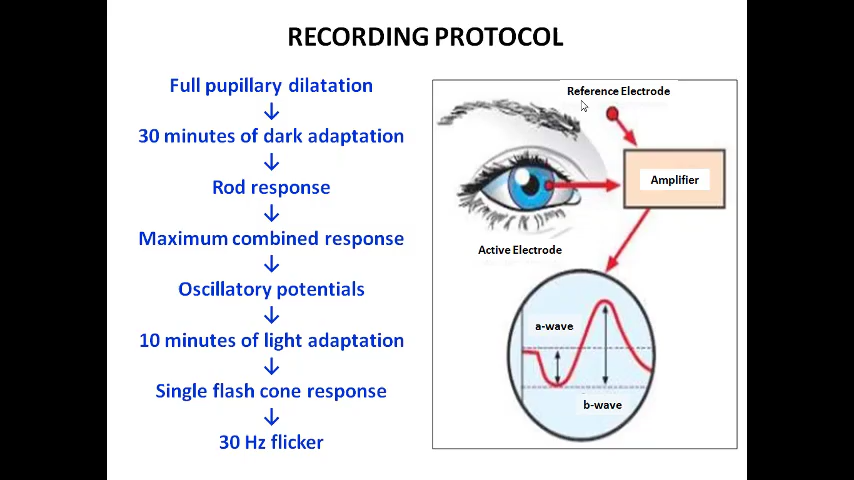 RECORDING PROTOCOL
Full pupillary dilatation
↓
30 minutes of dark adaptation
↓
Rod response
↓
Maximum combined response
↓
Oscillatory potentials
↓
10 minutes of light adaptation
↓
Single flash cone response
↓
30 Hz flicker
Reference Electrode
Amplifier
Active Electrode
a-wave
b-wave